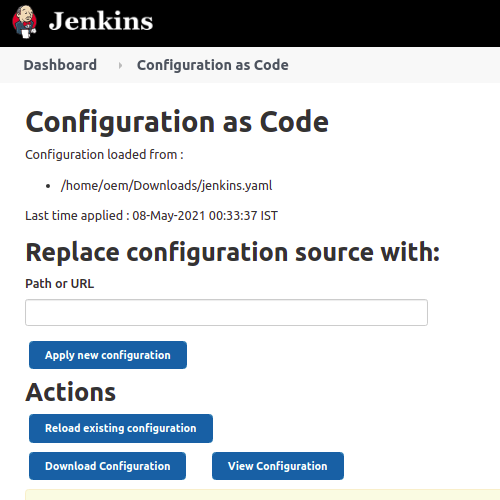 Jenkins
Dashboard › Configuration as Code
Configuration as Code
Configuration loaded from :
• /home/oem/Downloads/jenkins.yaml
Last time applied : 08-May-2021 00:33:37 IST
Replace configuration source with:
Path or URL
Apply new configuration
Actions
Reload existing configuration
Download Configuration View Configuration